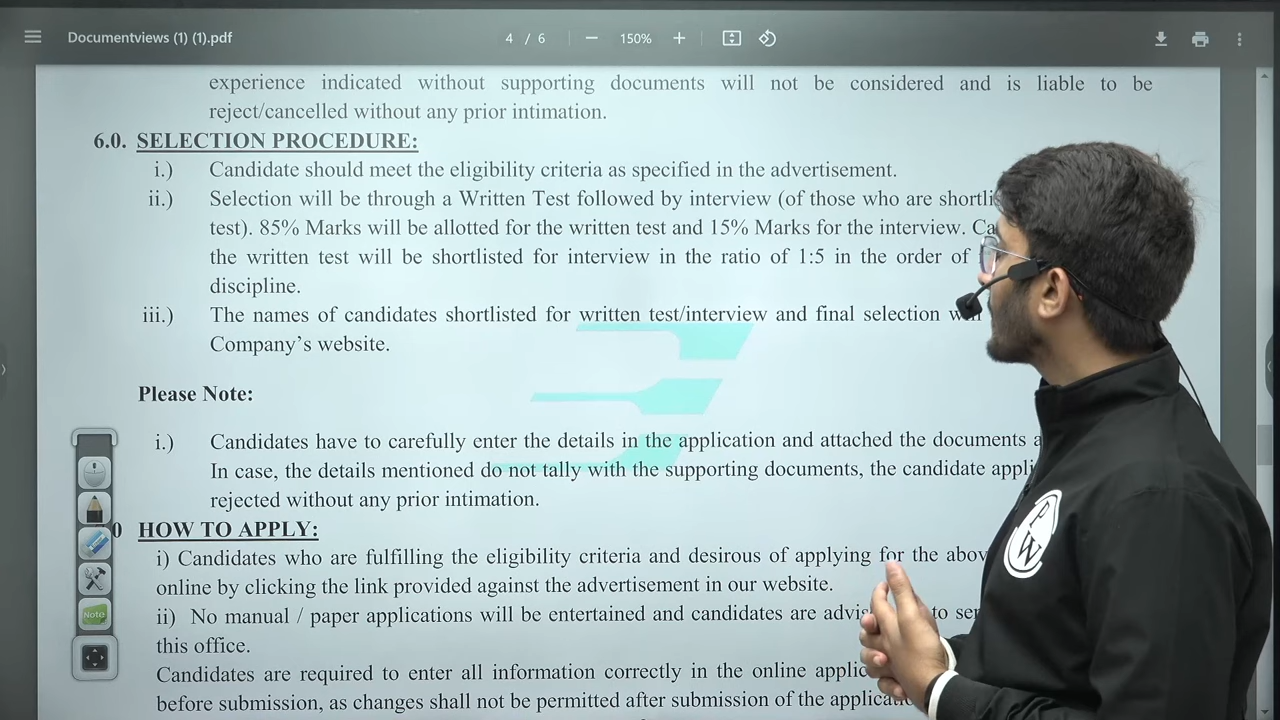 Documentviews (1) (1).pdf
4 / 6
150%
experience indicated without supporting documents will not be considered and is liable to be
reject/cancelled without any prior intimation.
6.0. SELECTION PROCEDURE:
i.) Candidate should meet the eligibility criteria as specified in the advertisement.
ii.) Selection will be through a Written Test followed by interview (of those who are shortli
test). 85% Marks will be allotted for the written test and 15% Marks for the interview. Ca
the written test will be shortlisted for interview in the ratio of 1:5 in the order of
discipline.
iii.) The names of candidates shortlisted for written test/interview and final selection
Company's website.
Please Note:
i.) Candidates have to carefully enter the details in the application and attached the documents a
In case, the details mentioned do not tally with the supporting documents, the candidate appli
rejected without any prior intimation.
0 HOW TO APPLY:
i) Candidates who are fulfilling the eligibility criteria and desirous of applying for the abov
online by clicking the link provided against the advertisement in our website.
ii) No manual / paper applications will be entertained and candidates are advis to se
this office.
Candidates are required to enter all information correctly in the online applic
before submission, as changes shall not be permitted after submission of the applicat
Note
P
W